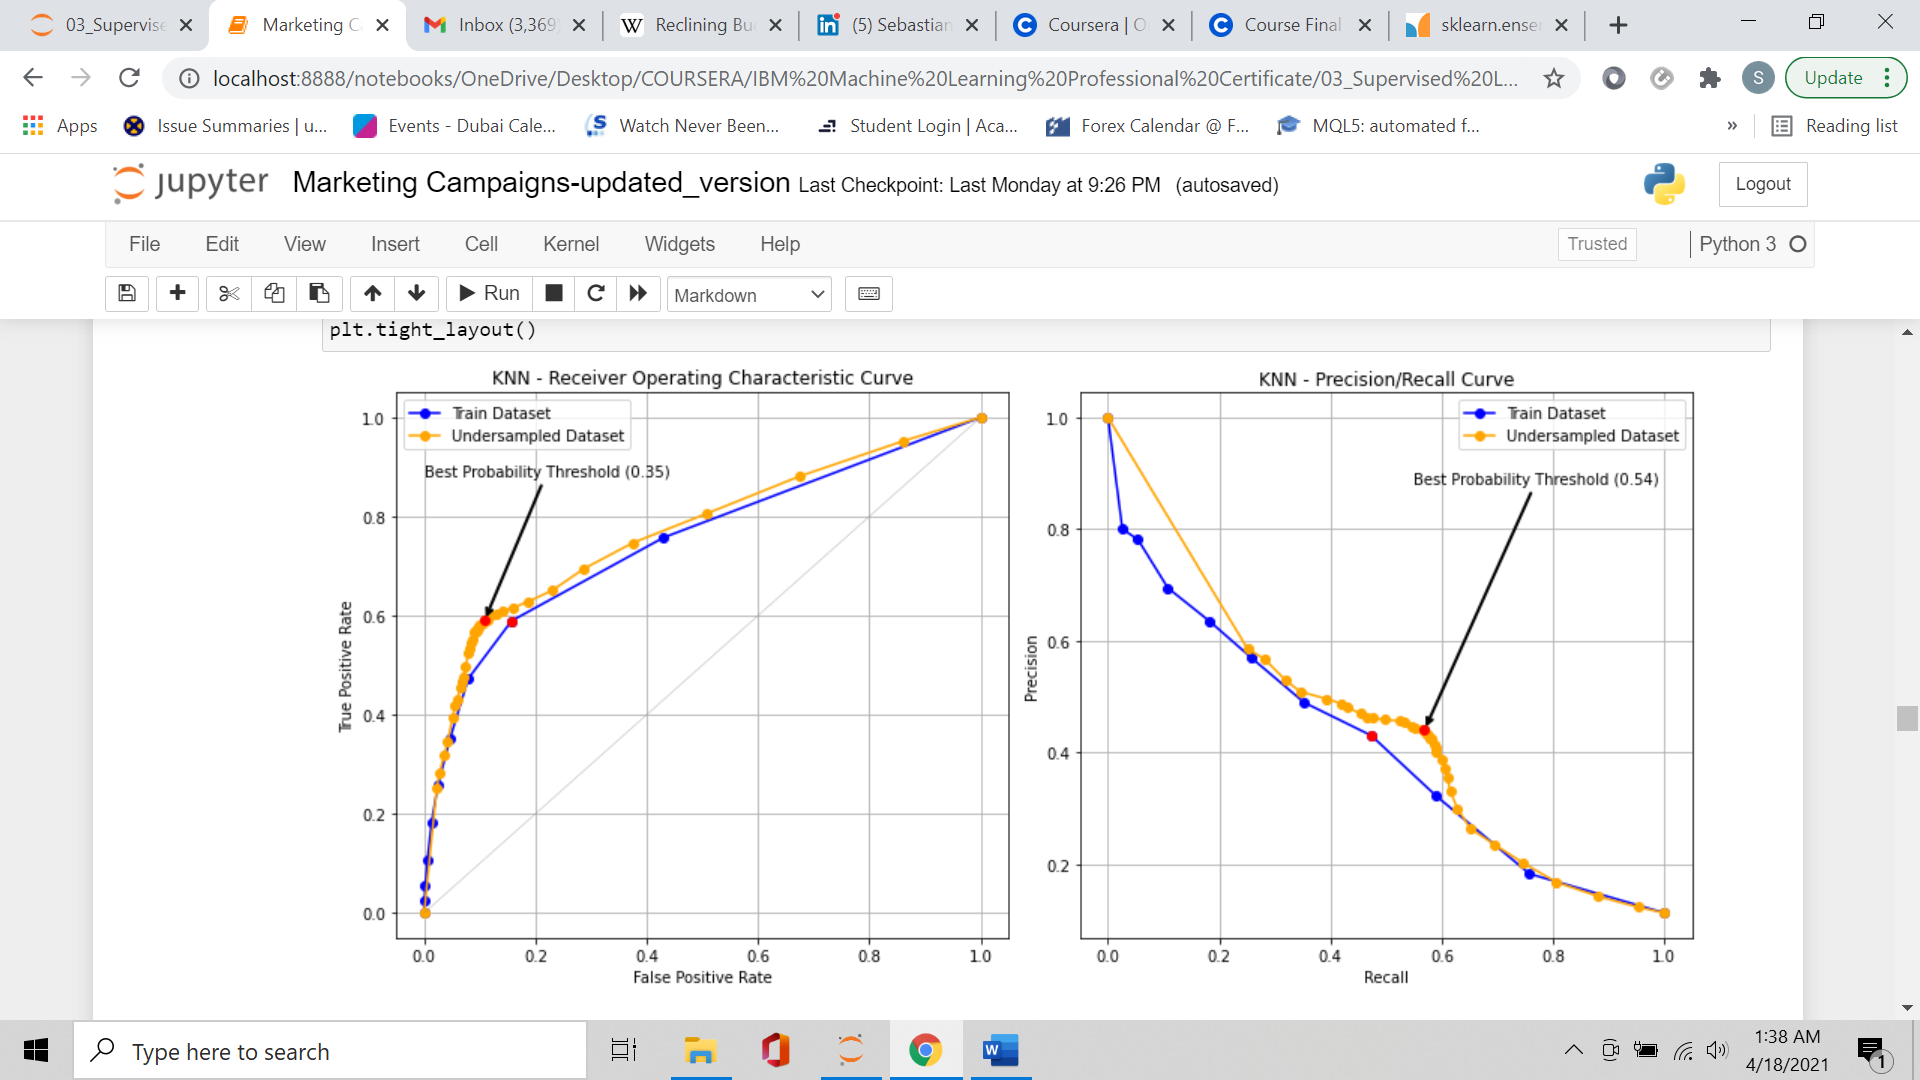 03_Supervise
Marketing C
Inbox (3,369
W Reclining Bu
(5) Sebastian
Coursera | O
Course Final
sklearn.ense
localhost:8888/notebooks/OneDrive/Desktop/COURSERA/IBM%20Machine%20Learning%20Professional%20Certificate/03_Supervised%20L...
S
Update
Apps
Issue Summaries | u...
Events - Dubai Cale...
Watch Never Been...
Student Login | Aca...
Forex Calendar @ F...
MQL5: automated f...
»
Reading list
jupyter
Marketing Campaigns-updated_version Last Checkpoint: Last Monday at 9:26 PM (autosaved)
Logout
File Edit View Insert Cell Kernel Widgets Help
Trusted
Python 3
Run
Markdown
plt.tight_layout()
KNN - Receiver Operating Characteristic Curve
Train Dataset
Undersampled Dataset
Best Probability Threshold (0.35)
True Positive Rate
1.0
0.8
0.6
0.4
0.2
0.0
0.0 0.2 0.4 0.6 0.8 1.0
False Positive Rate
KNN - Precision/Recall Curve
Train Dataset
Undersampled Dataset
Best Probability Threshold (0.54)
Precision
1.0
0.8
0.6
0.4
0.2
0.0 0.2 0.4 0.6 0.8 1.0
Recall
Type here to search
W
1:38 AM
4/18/2021
1